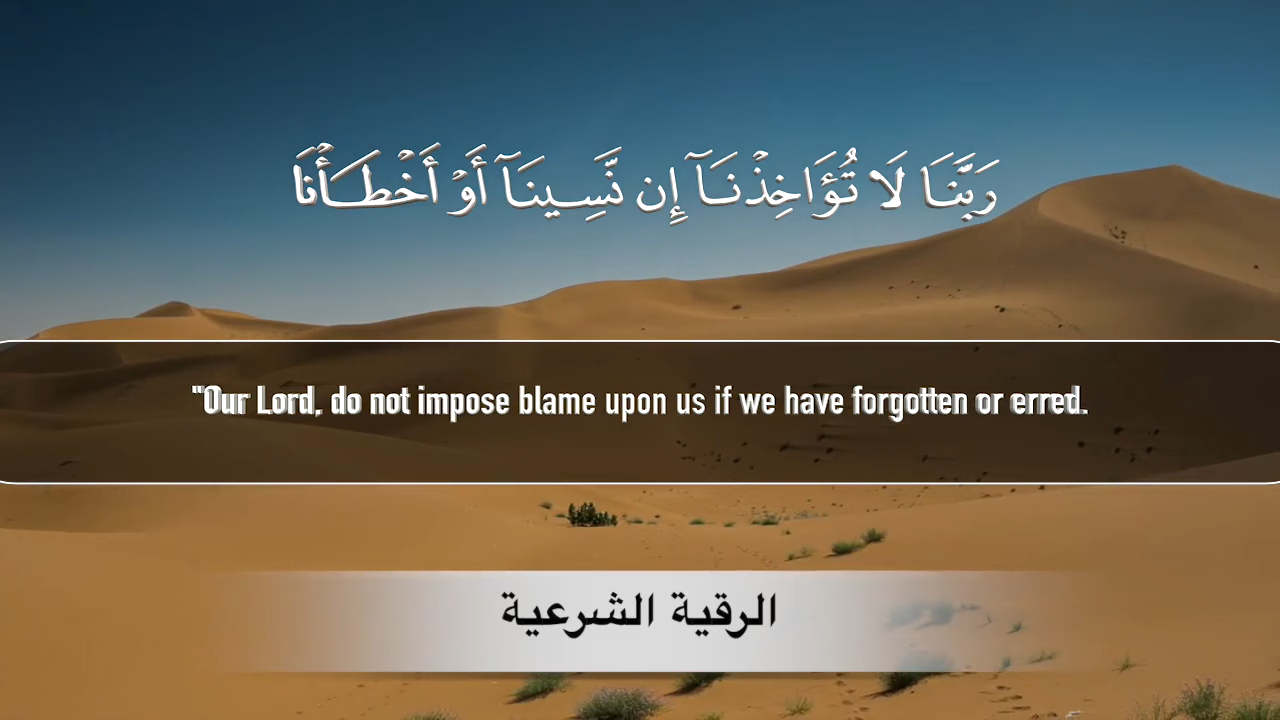 رَبَّنَا لَا تُؤَاخِذْنَآ إِن نَّسِينَآ أَوْ أَخْطَأْنَا
"Our Lord, do not impose blame upon us if we have forgotten or erred.
الرقية الشرعية